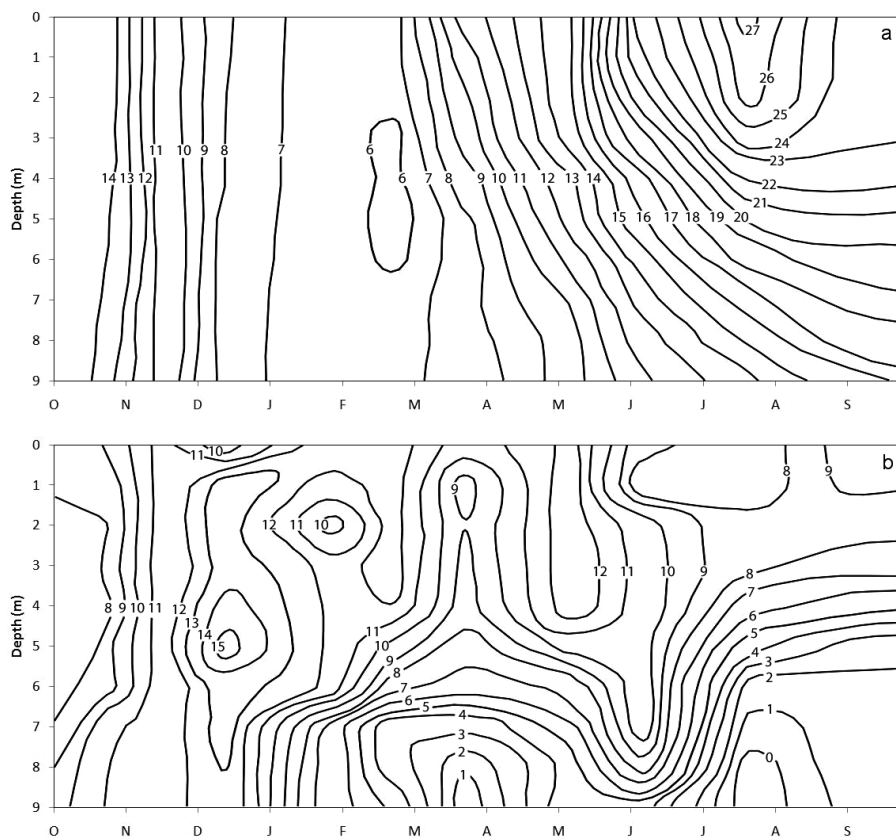 0
27 a
1
26
2
25
3 24
11 10 9 8 7 6
23
Depth (m)
4 14 13 12 6 7 8 9 10 11 12 13 14
22
21
5 15 16 17 18 19 20
6
7
8
9
O N D J F M A M J J A S
0 11 10 b
8 9
1 9
2 12 11 10
3 12 11 10 9 8
7
4 8 9 10 11 12 6
13
14 11 5
Depth (m)
5 15 10 4
9 3
8 2
6 7
6
5 1
4
7 3
2
0
8 1
9
O N D J F M A M J J A S